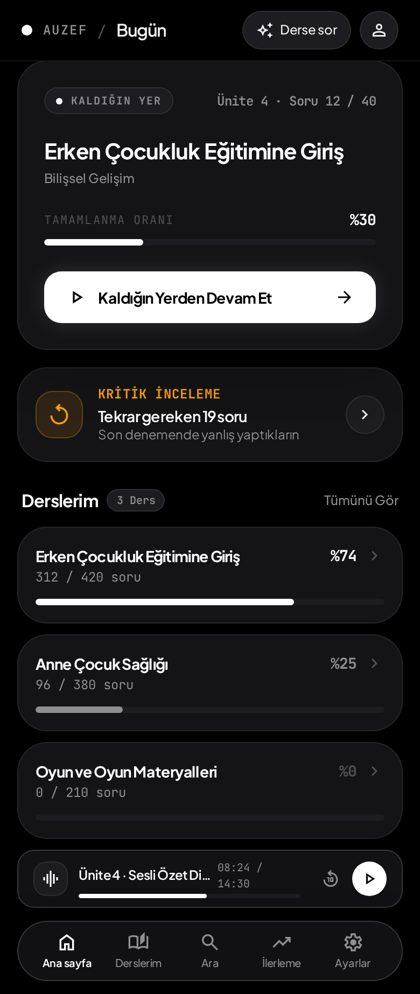 AUZEF / Bugün
Derse sor
KALDIĞIN YER
Ünite 4 · Soru 12 / 40
Erken Çocukluk Eğitimine Giriş
Bilişsel Gelişim
TAMAMLANMA ORANI
%30
Kaldığın Yerden Devam Et
KRİTİK İNCELEME
Tekrar gereken 19 soru
Son denemende yanlış yaptıkların
Derslerim
3 Ders
Tümünü Gör
Erken Çocukluk Eğitimine Giriş
%74
312 / 420 soru
Anne Çocuk Sağlığı
%25
96 / 380 soru
Oyun ve Oyun Materyalleri
%0
0 / 210 soru
Ünite 4 · Sesli Özet Di...
08:24 /
14:30
10
Ana sayfa
Derslerim
Ara
İlerleme
Ayarlar